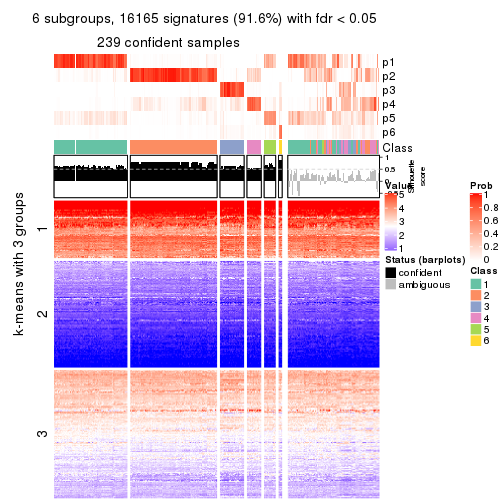 6 subgroups, 16165 signatures (91.6%) with fdr < 0.05
239 confident samples
p1
p2
p3
p4
p5
p6
Class
1
0.5
0
Silhouette
score
k-means with 3 groups
1
2
3
Value
5
4
3
2
1
Status (barplots)
confident
ambiguous
Prob
1
0.8
0.6
0.4
0.2
0
Class
1
2
3
4
5
6